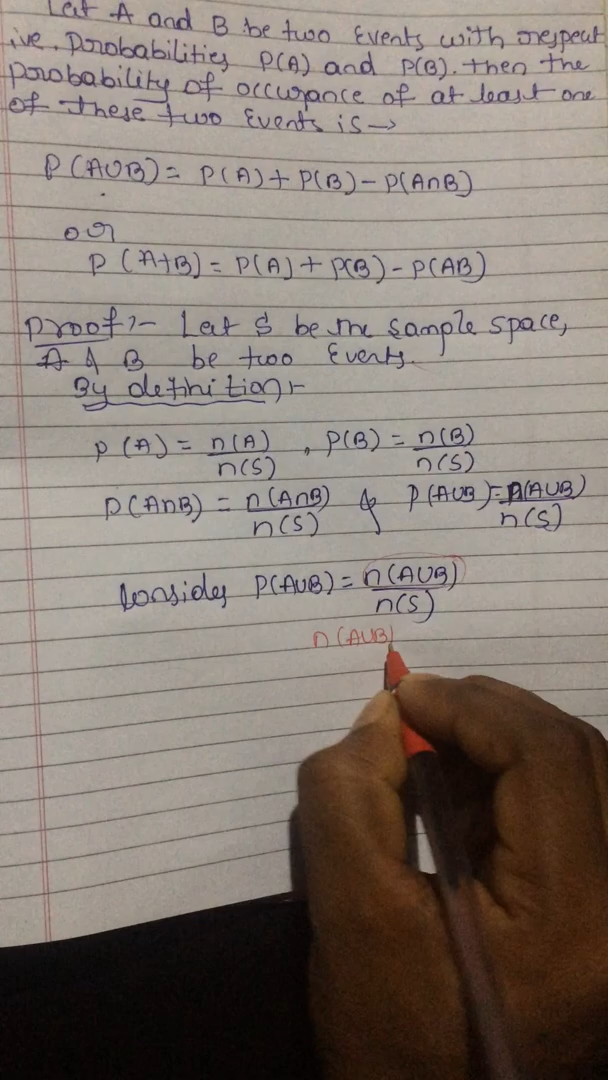 Let A and B be two Events with respect
ive. Probabilities P(A) and P(B). then the
Probability of occurance of at least one
of these two Events is →
P(A∪B) = P(A) + P(B) - P(A∩B)
or
P(A+B) = P(A) + P(B) - P(AB)
Proof :- Let S be the sample space,
A & B be two Events.
By definition :-
P(A) = n(A)/n(S) , P(B) = n(B)/n(S)
P(A∩B) = n(A∩B)/n(S) & P(A∪B) = n(A∪B)/n(S)
Consider P(A∪B) = n(A∪B)/n(S)
n(A∪B)